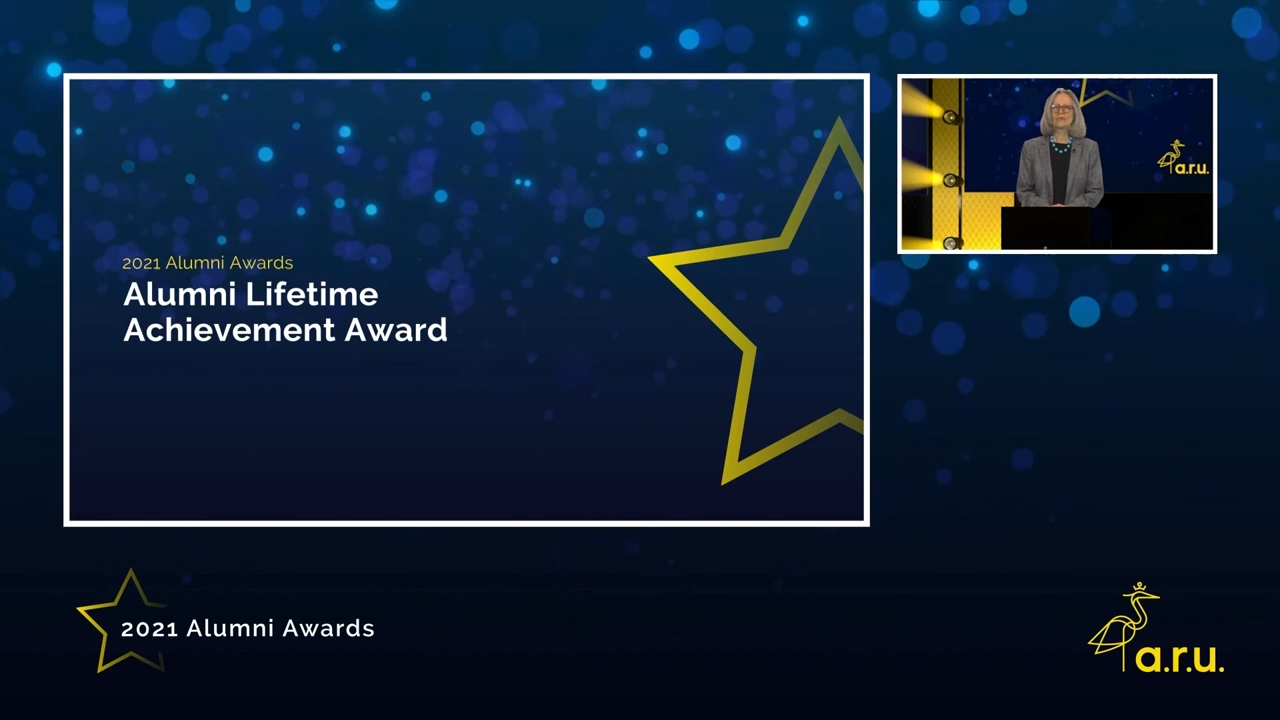 2021 Alumni Awards
Alumni Lifetime
Achievement Award
a.r.u.
2021 Alumni Awards
a.r.u.